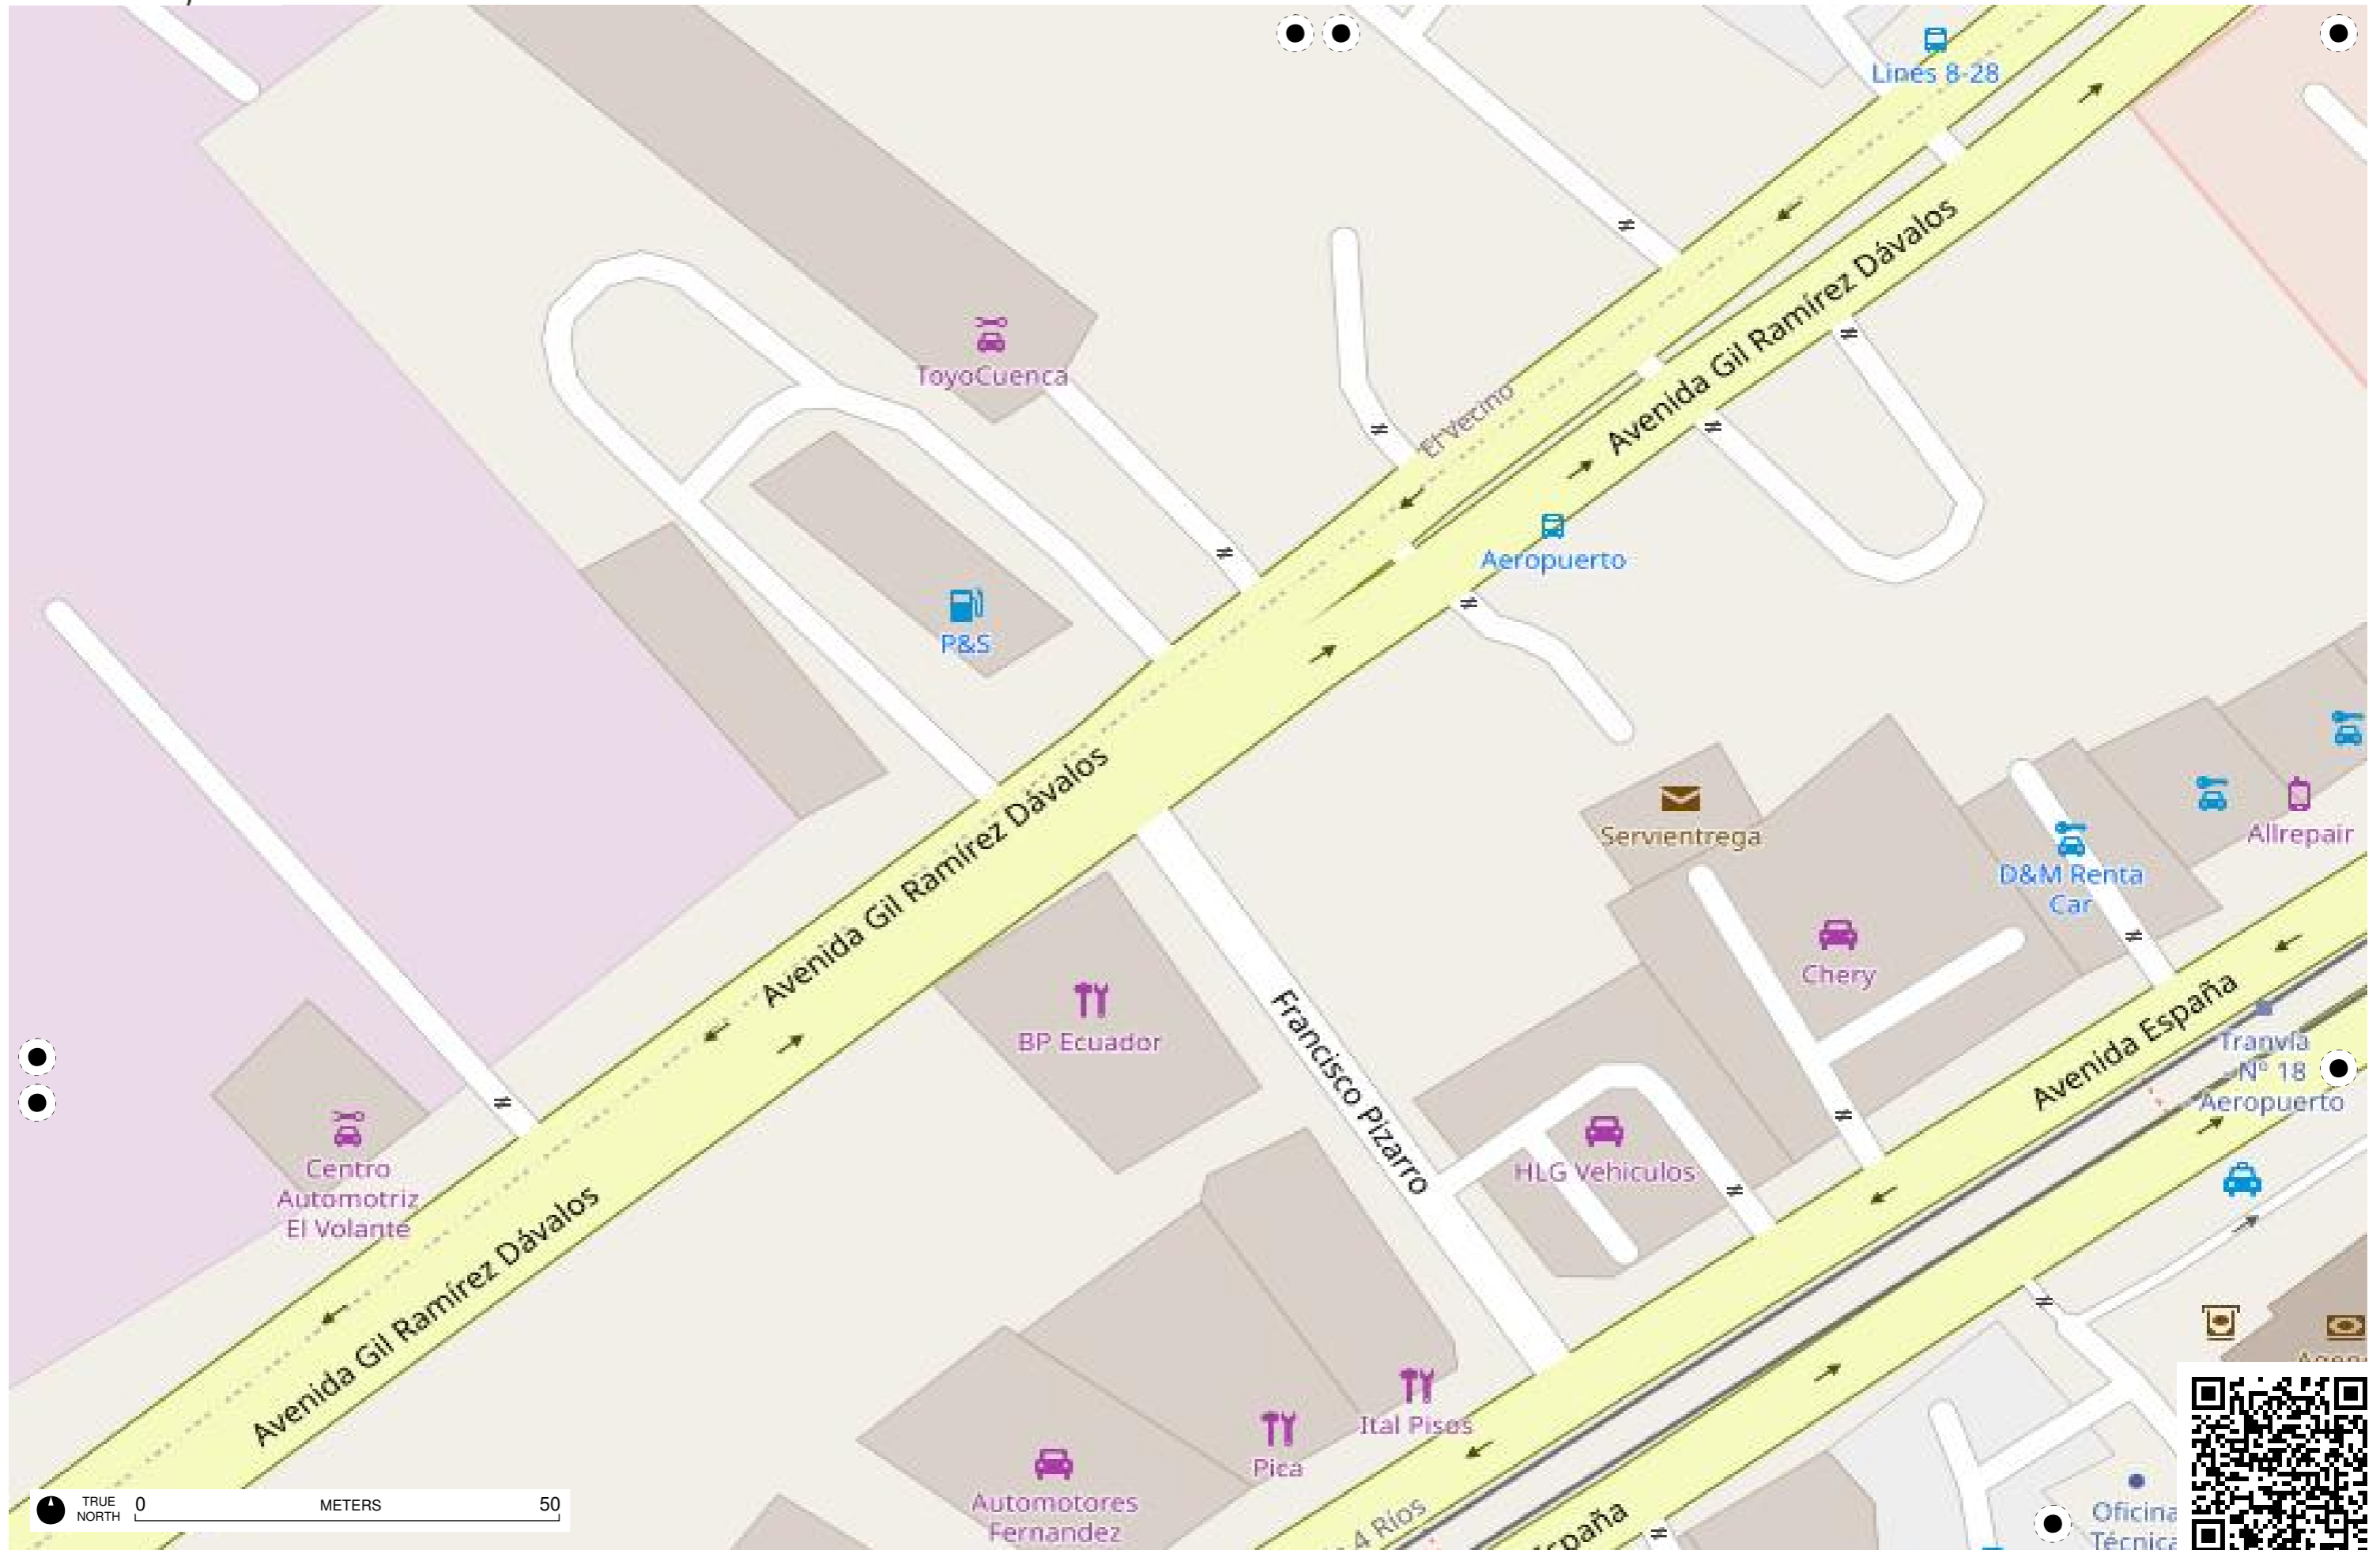 Lines 8-28
Avenida Gil Ramírez Dávalos
El Vecino
ToyoCuenca
Aeropuerto
P&S
Avenida Gil Ramírez Dávalos
Servientrega
Allrepair
D&M Renta
Car
Chery
Avenida España
Francisco Pizarro
BP Ecuador
Tranvía
Nº 18
Aeropuerto
HLG Vehiculos
Centro
Automotriz
El Volante
Avenida Gil Ramírez Dávalos
Ital Pisos
Pica
Automotores
Fernandez
4 Ríos
España
Oficina
Técnica
TRUE
NORTH
0 METERS 50